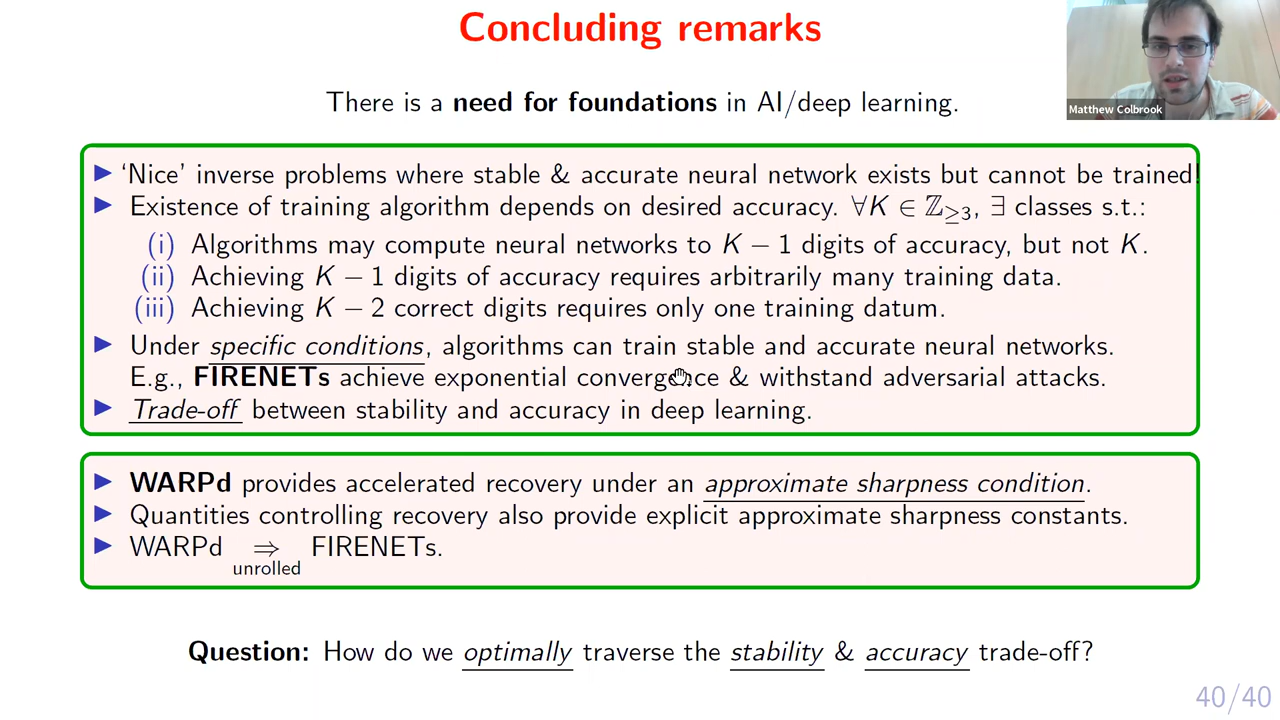 Concluding remarks
Matthew Colbrook
There is a need for foundations in AI/deep learning.
▶ ‘Nice’ inverse problems where stable & accurate neural network exists but cannot be trained!
▶ Existence of training algorithm depends on desired accuracy. ∀K ∈ ℤ≥3, ∃ classes s.t.:
(i) Algorithms may compute neural networks to K − 1 digits of accuracy, but not K.
(ii) Achieving K − 1 digits of accuracy requires arbitrarily many training data.
(iii) Achieving K − 2 correct digits requires only one training datum.
▶ Under specific conditions, algorithms can train stable and accurate neural networks.
E.g., FIRENETs achieve exponential convergence & withstand adversarial attacks.
▶ Trade-off between stability and accuracy in deep learning.
▶ WARPd provides accelerated recovery under an approximate sharpness condition.
▶ Quantities controlling recovery also provide explicit approximate sharpness constants.
▶ WARPd ⇒ FIRENETs.
unrolled
Question: How do we optimally traverse the stability & accuracy trade-off?
40/40